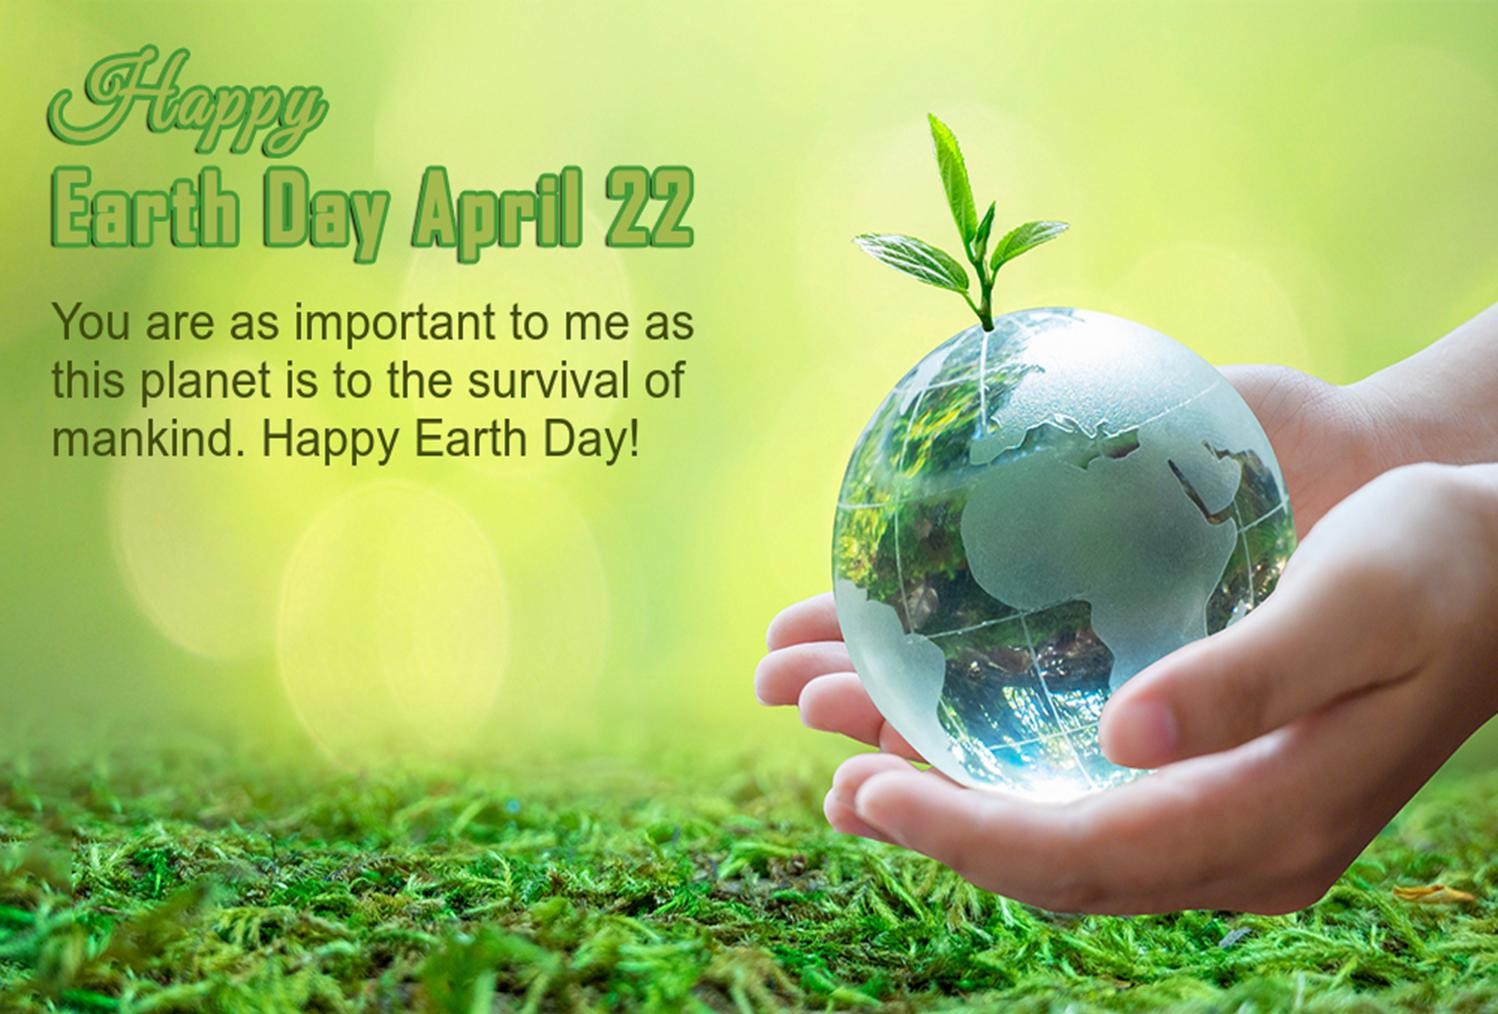 Happy
Earth Day April 22
You are as important to me as
this planet is to the survival of
mankind. Happy Earth Day!